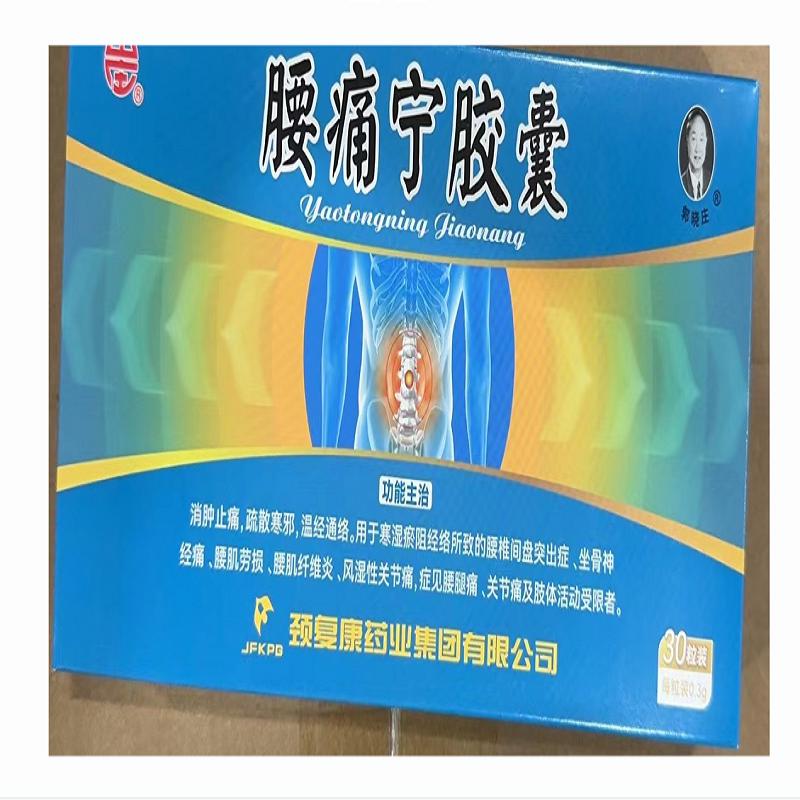 腰痛宁胶囊
Yaotongning Jiaonang
®
®
功能主治
消肿止痛,疏散寒邪,温经通络。用于寒湿瘀阻经络所致的腰椎间盘突出症、坐骨神
经痛、腰肌劳损、腰肌纤维炎、风湿性关节痛,症见腰腿痛、关节痛及肢体活动受限者。
JFKPG
颈复康药业集团有限公司
30粒装
每粒装0.3g